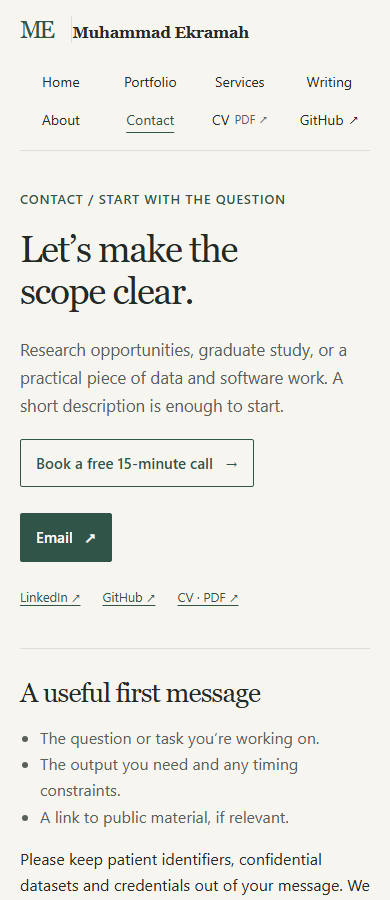 ME Muhammad Ekramah
Home Portfolio Services Writing
About Contact CV PDF ↗ GitHub ↗
CONTACT / START WITH THE QUESTION
Let’s make the
scope clear.
Research opportunities, graduate study, or a
practical piece of data and software work. A
short description is enough to start.
Book a free 15-minute call →
Email ↗
LinkedIn ↗ GitHub ↗ CV · PDF ↗
A useful first message
• The question or task you’re working on.
• The output you need and any timing
constraints.
• A link to public material, if relevant.
Please keep patient identifiers, confidential
datasets and credentials out of your message. We